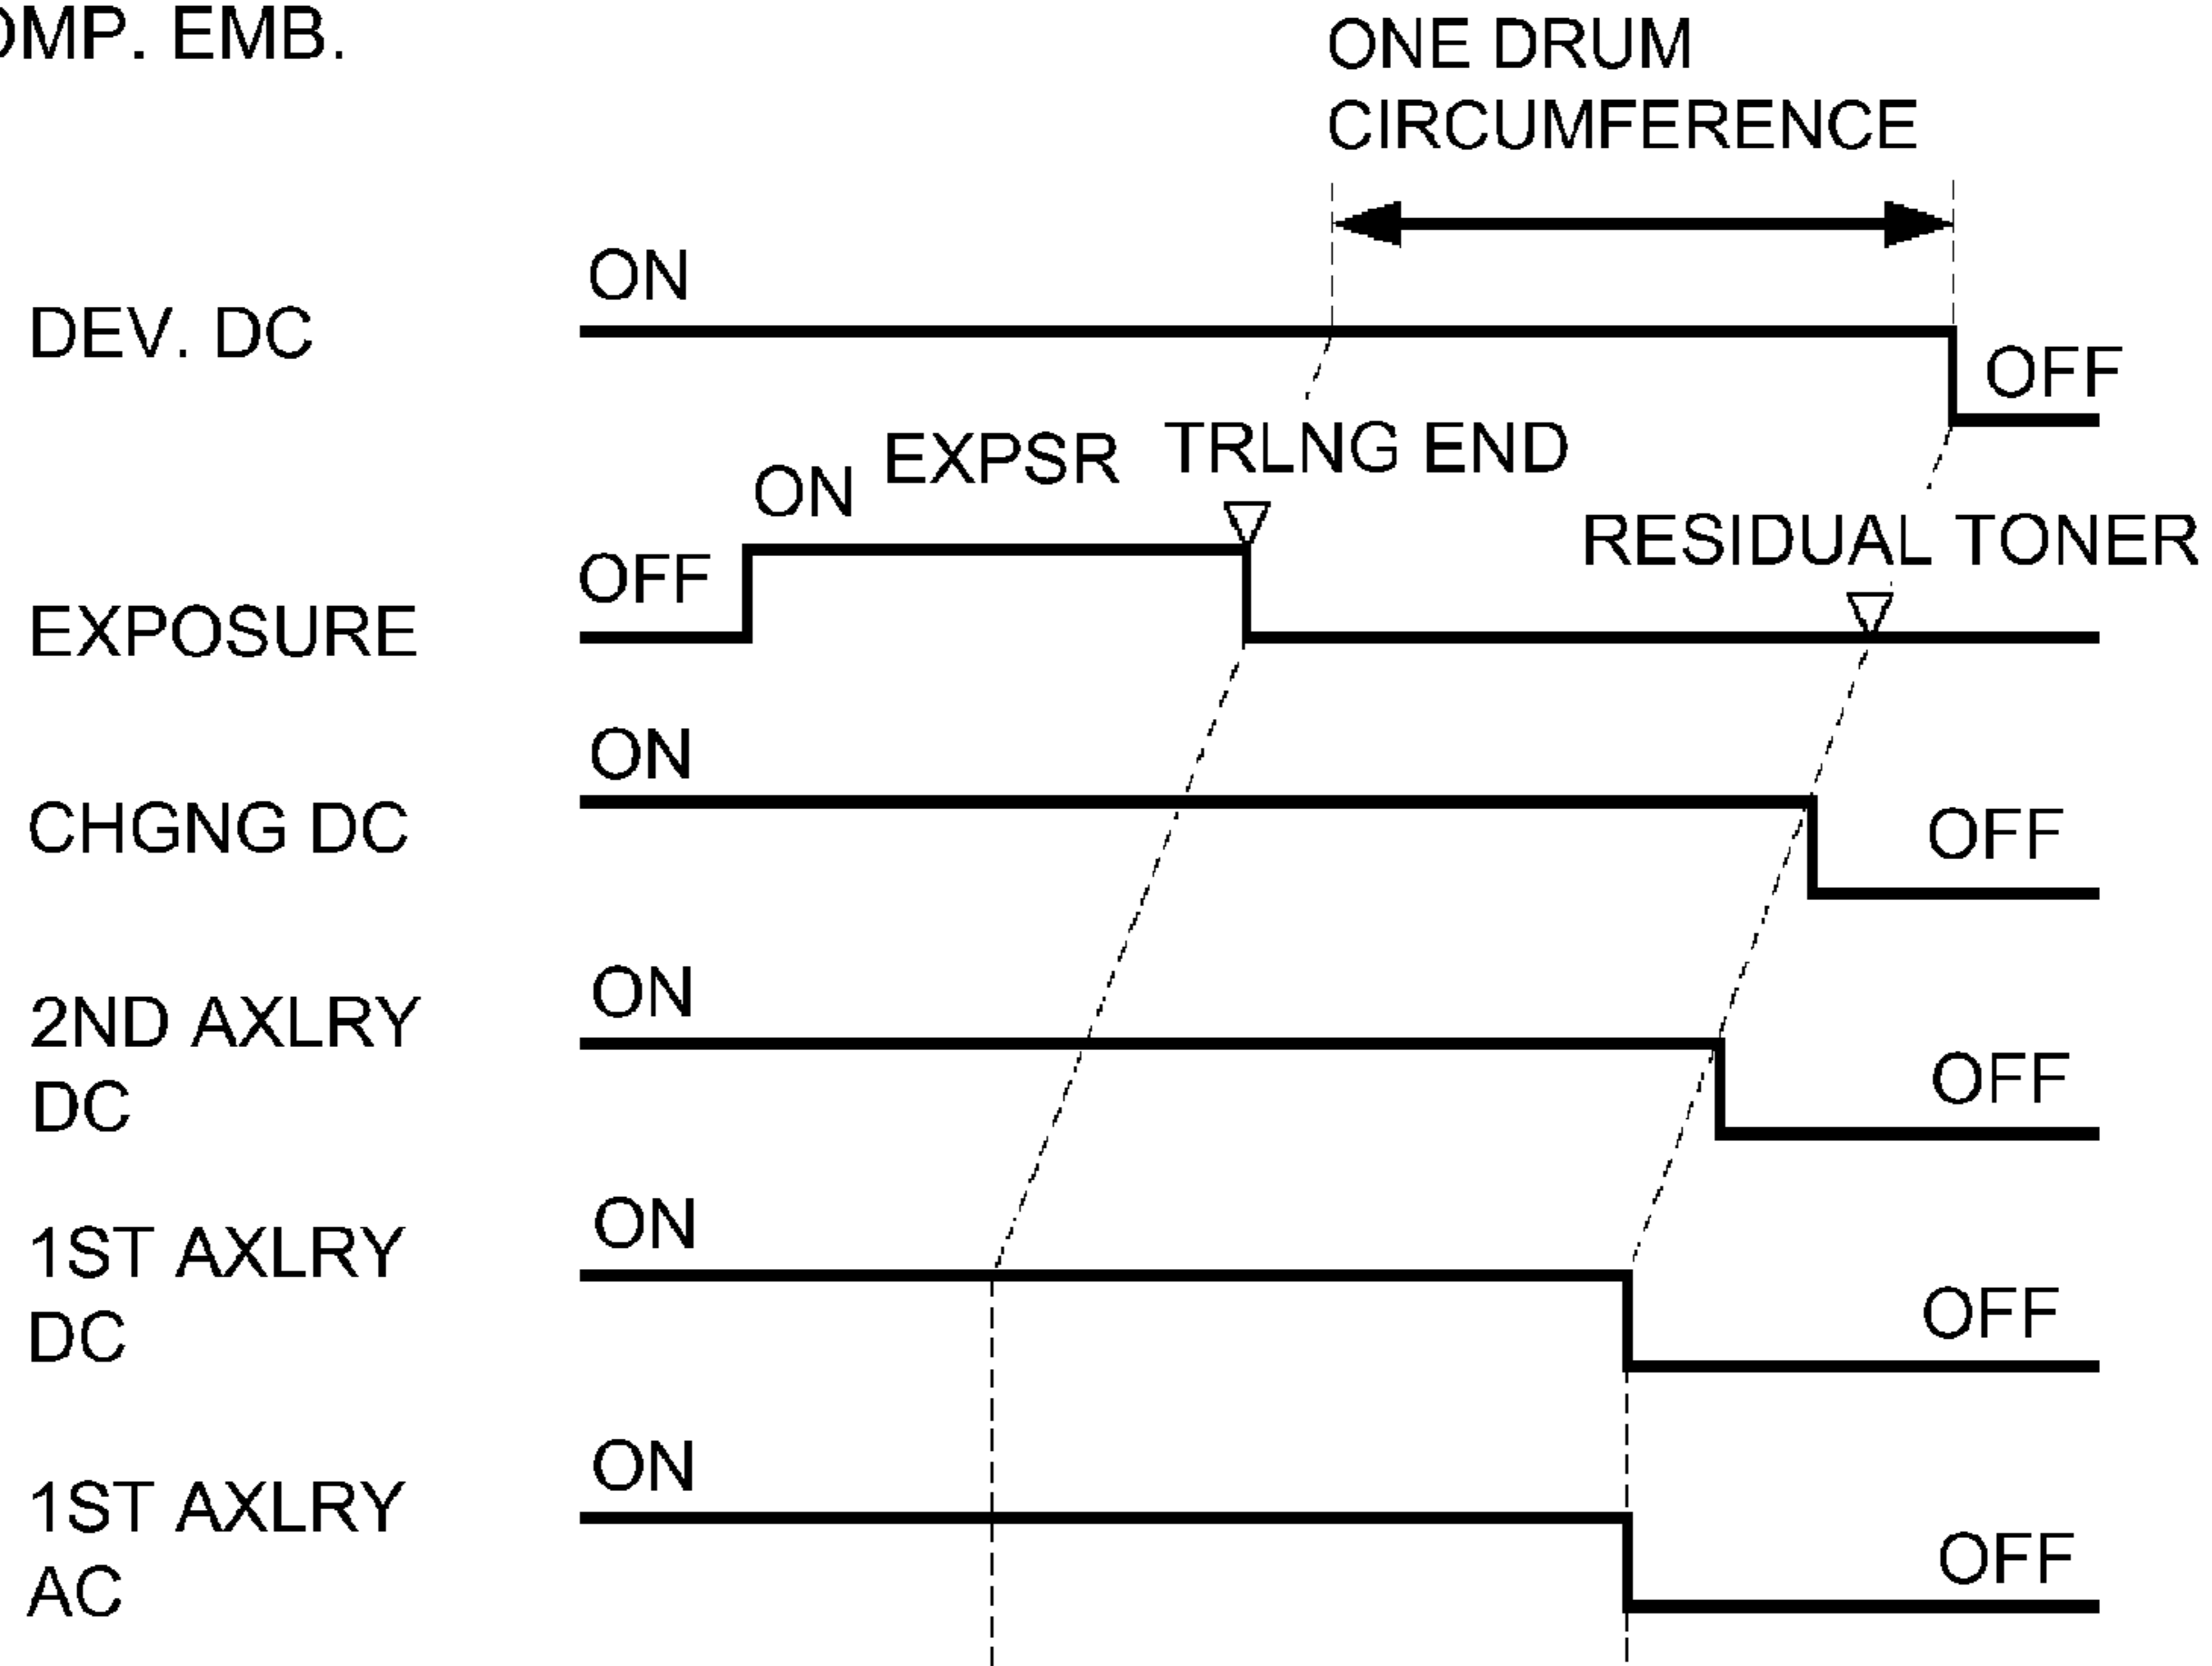 OMP. EMB.
ONE DRUM
CIRCUMFERENCE
ON
DEV. DC
OFF
EXPSR TRLNG END
ON
OFF
RESIDUAL TONER
EXPOSURE
ON
CHGNG DC
OFF
ON
2ND AXLRY
DC
OFF
ON
1ST AXLRY
DC
OFF
ON
1ST AXLRY
AC
OFF